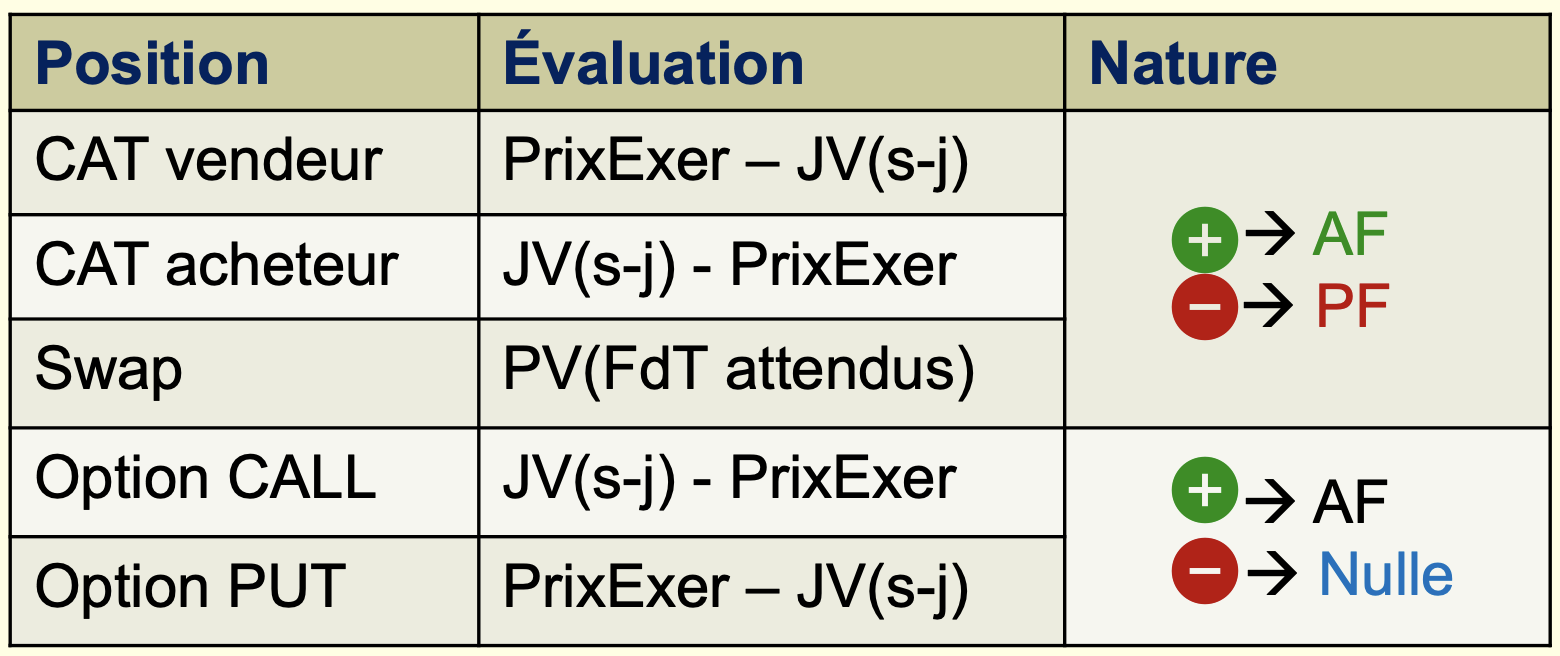 Position Évaluation Nature
CAT vendeur PrixExer – JV(s-j)
CAT acheteur JV(s-j) - PrixExer
+ → AF
− → PF
Swap PV(FdT attendus)
Option CALL JV(s-j) - PrixExer
+ → AF
Option PUT PrixExer – JV(s-j)
− → Nulle